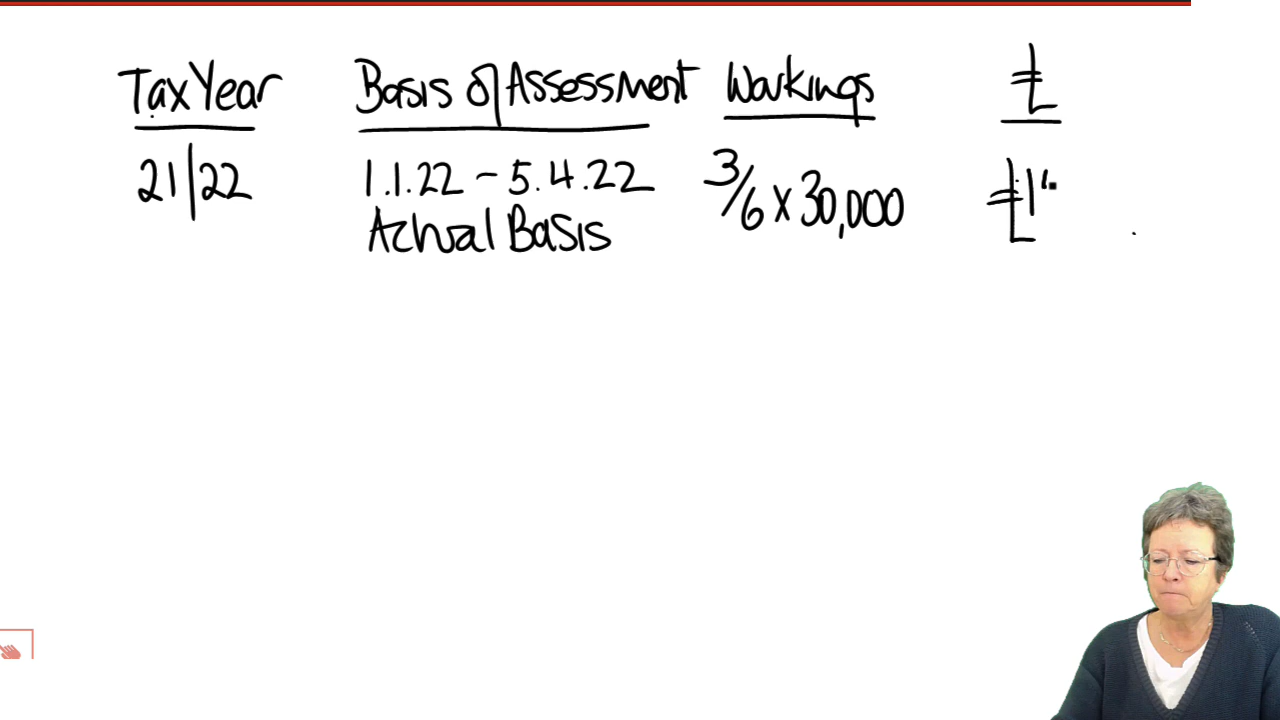 Tax Year Basis of Assessment Workings £
21/22 1.1.22 - 5.4.22 3/6 x 30,000 £1
Actual Basis